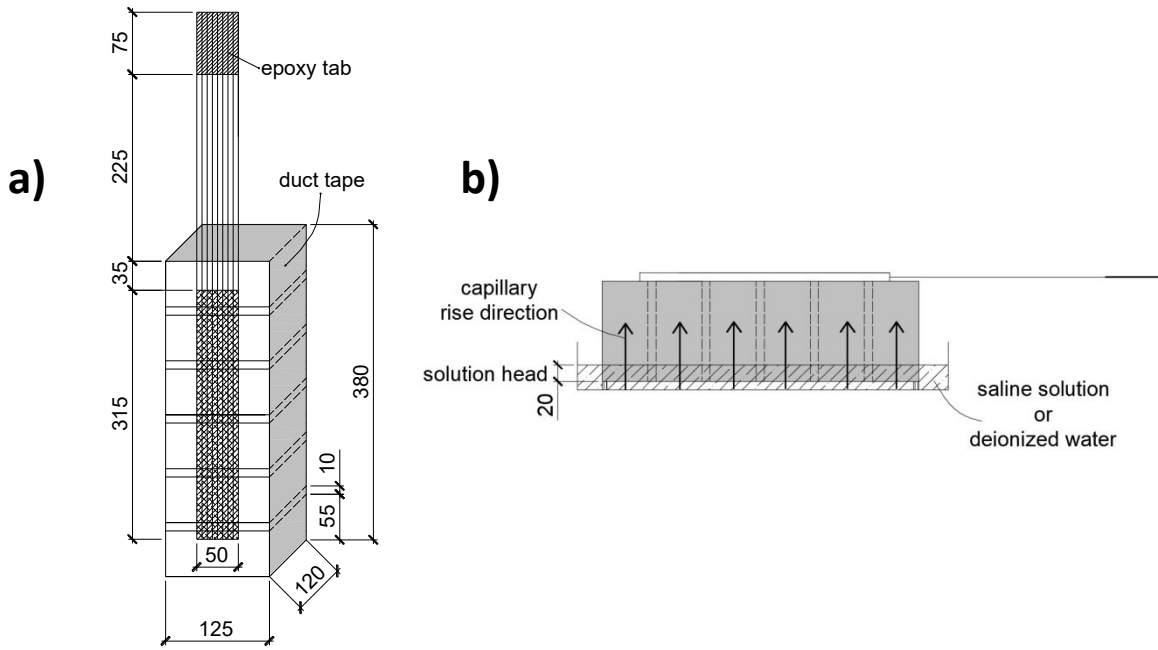 a)
75
epoxy tab
225
duct tape
35
315
380
10
55
50
120
125
b)
capillary
rise direction
solution head
20
saline solution
or
deionized water